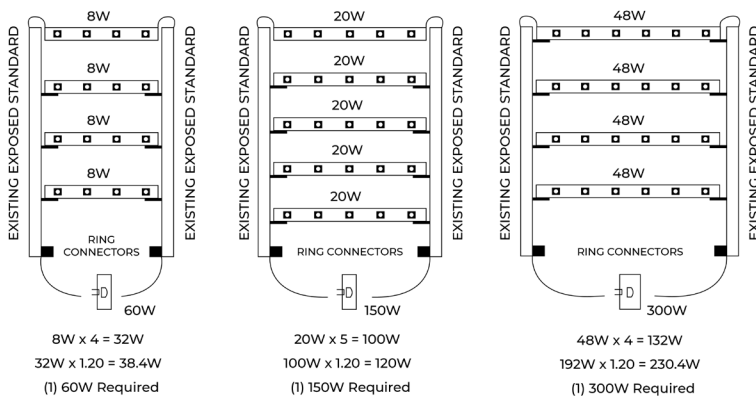 EXISTING EXPOSED STANDARD
8W
8W
8W
8W
RING
CONNECTORS
60W
EXISTING EXPOSED STANDARD
8W x 4 = 32W
32W x 1.20 = 38.4W
(1) 60W Required
EXISTING EXPOSED STANDARD
20W
20W
20W
20W
20W
RING CONNECTORS
150W
EXISTING EXPOSED STANDARD
20W x 5 = 100W
100W x 1.20 = 120W
(1) 150W Required
EXISTING EXPOSED STANDARD
48W
48W
48W
48W
RING CONNECTORS
300W
EXISTING EXPOSED STANDARD
48W x 4 = 132W
192W x 1.20 = 230.4W
(1) 300W Required